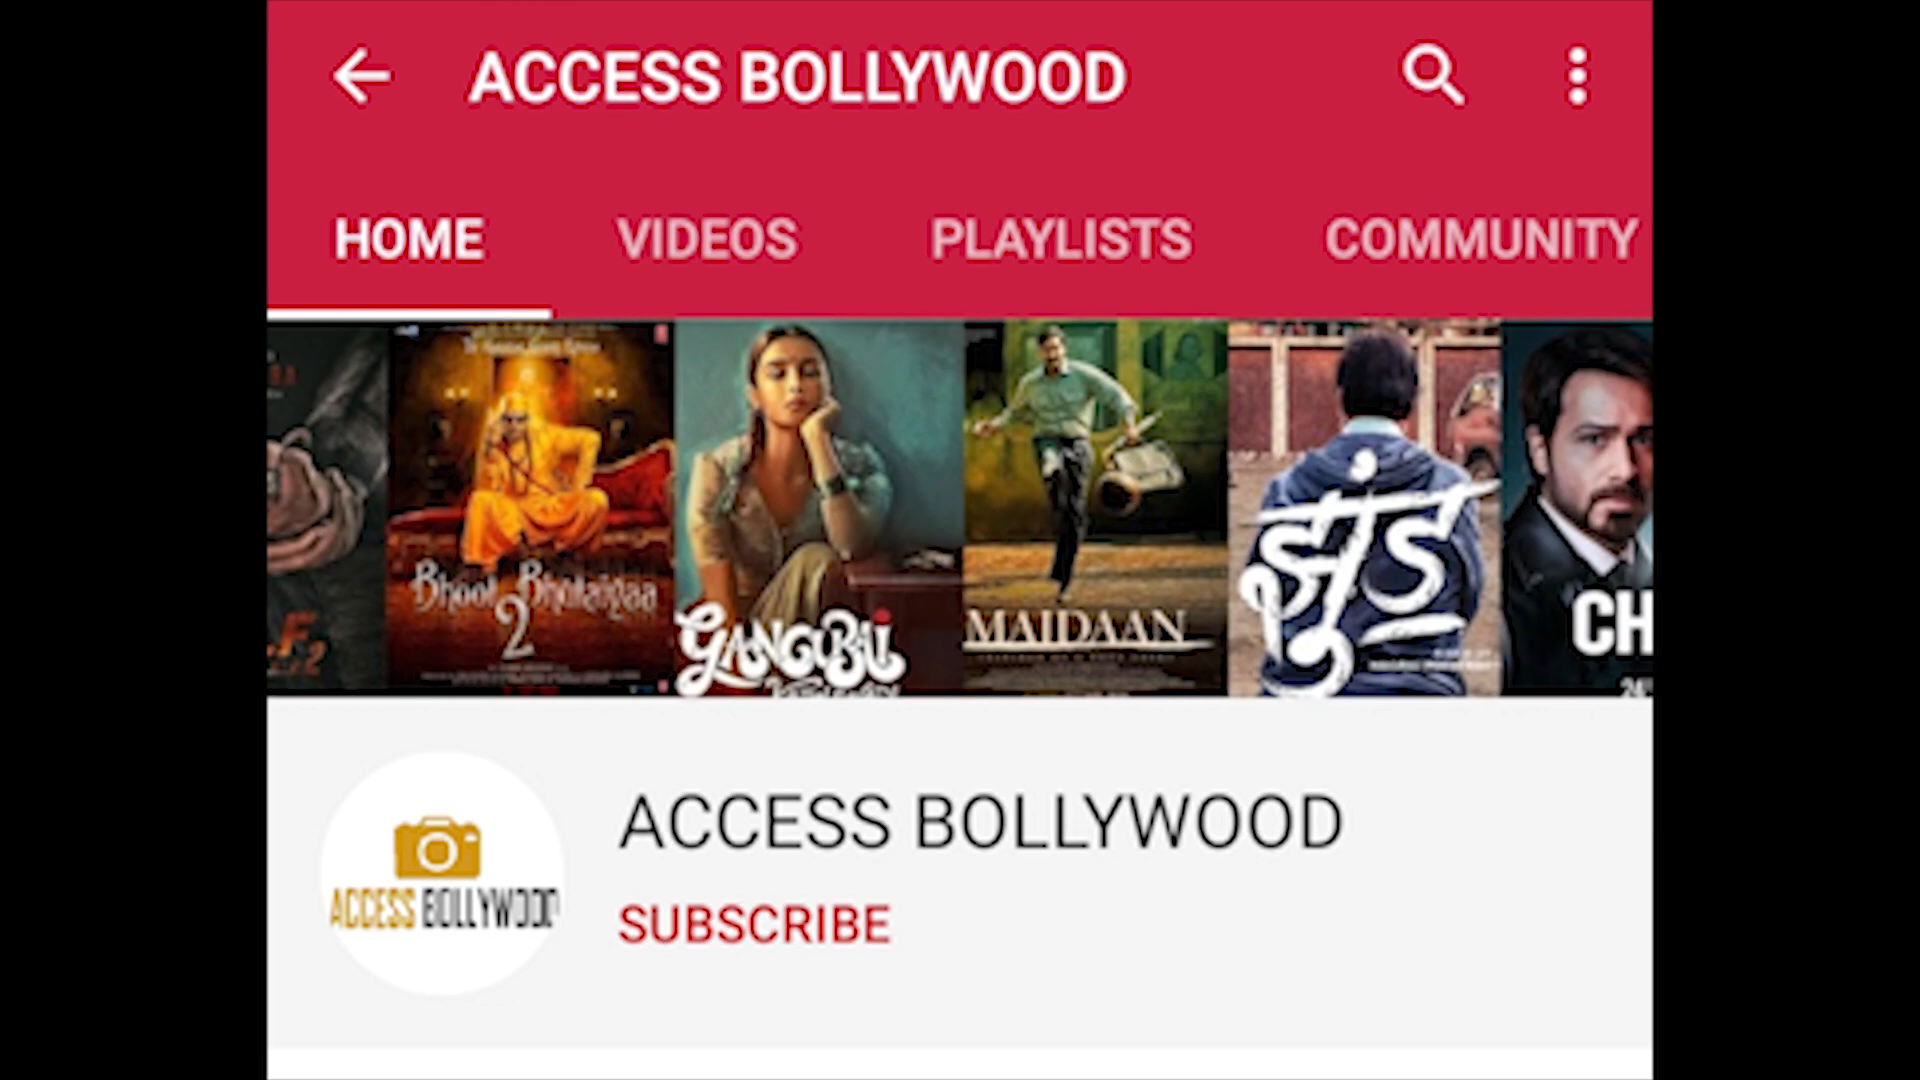 ACCESS BOLLYWOOD
HOME VIDEOS PLAYLISTS COMMUNITY
Bhool Bhulaiyaa
2
GANGUBAI
MAIDAAN
झुंड
CH
ACCESS BOLLYWOOD
ACCESS BOLLYWOOD
SUBSCRIBE